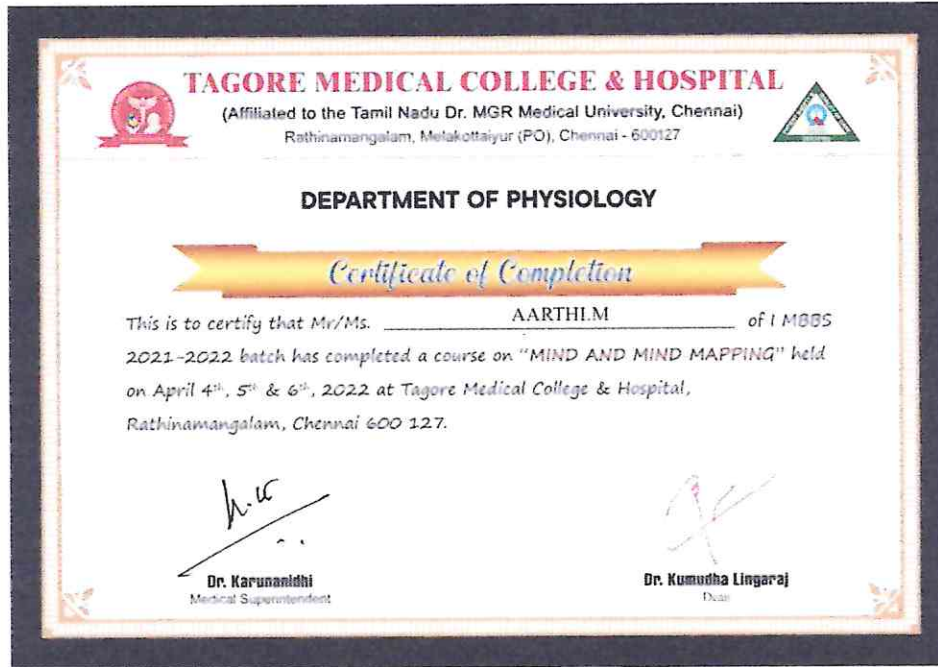 TAGORE MEDICAL COLLEGE & HOSPITAL
(Affiliated to the Tamil Nadu Dr. MGR Medical University, Chennai)
Rathinamangalam, Melakottaiyur (PO), Chennai - 600127
DEPARTMENT OF PHYSIOLOGY
Certificate of Completion
This is to certify that Mr/Ms. AARTHI.M of I MBBS
2021-2022 batch has completed a course on "MIND AND MIND MAPPING" held
on April 4th, 5th & 6th, 2022 at Tagore Medical College & Hospital,
Rathinamangalam, Chennai 600 127.
Dr. Karunanidhi
Medical Superintendent
Dr. Kumudha Lingaraj
Dean